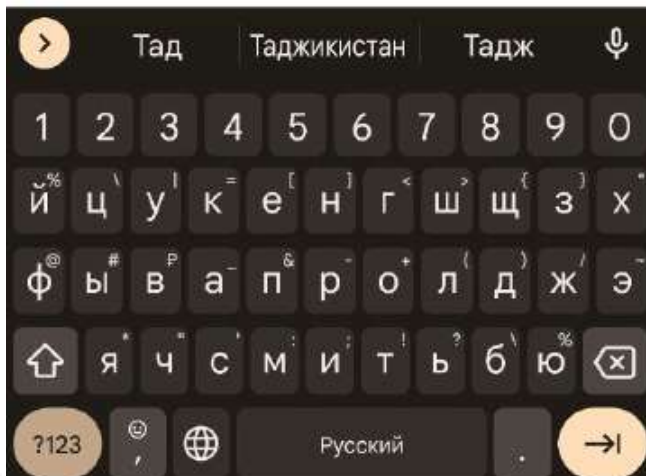 Тад Таджикистан Тадж
1 2 3 4 5 6 7 8 9 0
й % ц \ у | к = е [ н ] г < ш > щ { з } х
ф @ ы # в ₽ а _ п & р - о + л ( д ) ж / э ~
я * ч " с ' м : и ; т ! ь ? б \ ю %
?123 , Русский .